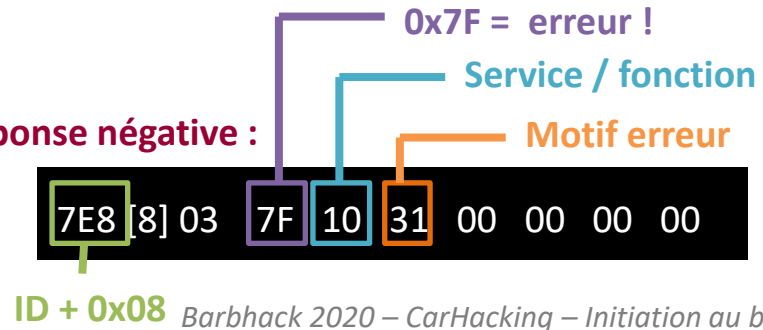 0x7F = erreur !
Service / fonction
ponse négative :
Motif erreur
7E8 [8] 03 7F 10 31 00 00 00 00
ID + 0x08
Barbhack 2020 – CarHacking – Initiation au b